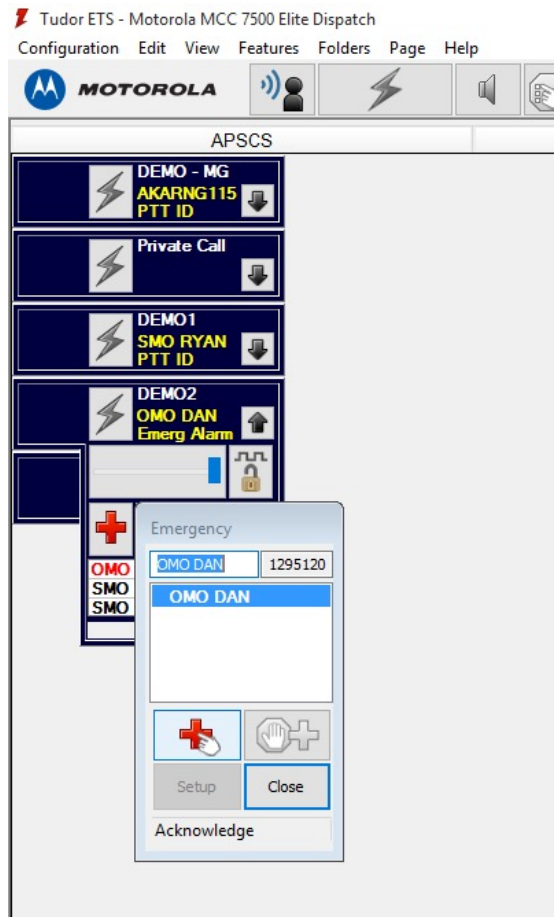 Tudor ETS - Motorola MCC 7500 Elite Dispatch
Configuration Edit View Features Folders Page Help
MOTOROLA
APSCS
DEMO - MG
AKARNG115
PTT ID
Private Call
DEMO1
SMO RYAN
PTT ID
DEMO2
OMO DAN
Emerg Alarm
OMO
SMO
SMO
Emergency
OMO DAN 1295120
OMO DAN
Setup Close
Acknowledge